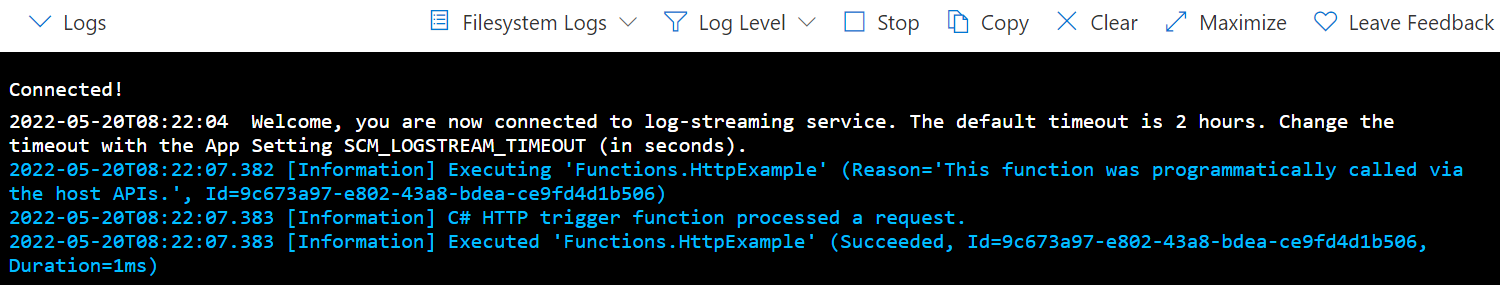 Logs Filesystem Logs Log Level Stop Copy Clear Maximize Leave Feedback
Connected!
2022-05-20T08:22:04  Welcome, you are now connected to log-streaming service. The default timeout is 2 hours. Change the
timeout with the App Setting SCM_LOGSTREAM_TIMEOUT (in seconds).
2022-05-20T08:22:07.382 [Information] Executing 'Functions.HttpExample' (Reason='This function was programmatically called via
the host APIs.', Id=9c673a97-e802-43a8-bdea-ce9fd4d1b506)
2022-05-20T08:22:07.383 [Information] C# HTTP trigger function processed a request.
2022-05-20T08:22:07.383 [Information] Executed 'Functions.HttpExample' (Succeeded, Id=9c673a97-e802-43a8-bdea-ce9fd4d1b506,
Duration=1ms)